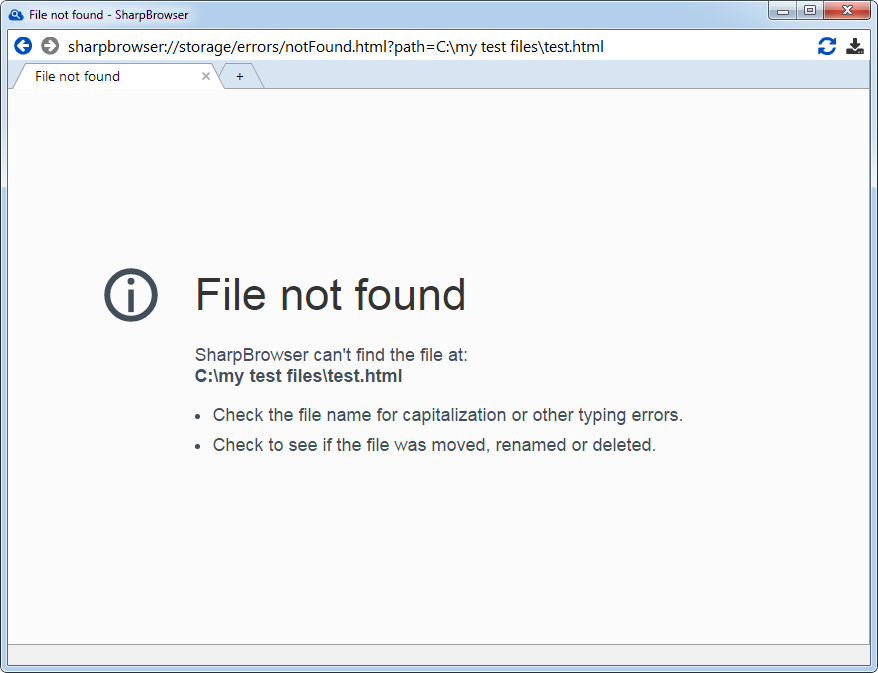 File not found - SharpBrowser
sharpbrowser://storage/errors/notFound.html?path=C:\my test files\test.html
File not found
+
File not found
SharpBrowser can't find the file at:
C:\my test files\test.html
• Check the file name for capitalization or other typing errors.
• Check to see if the file was moved, renamed or deleted.